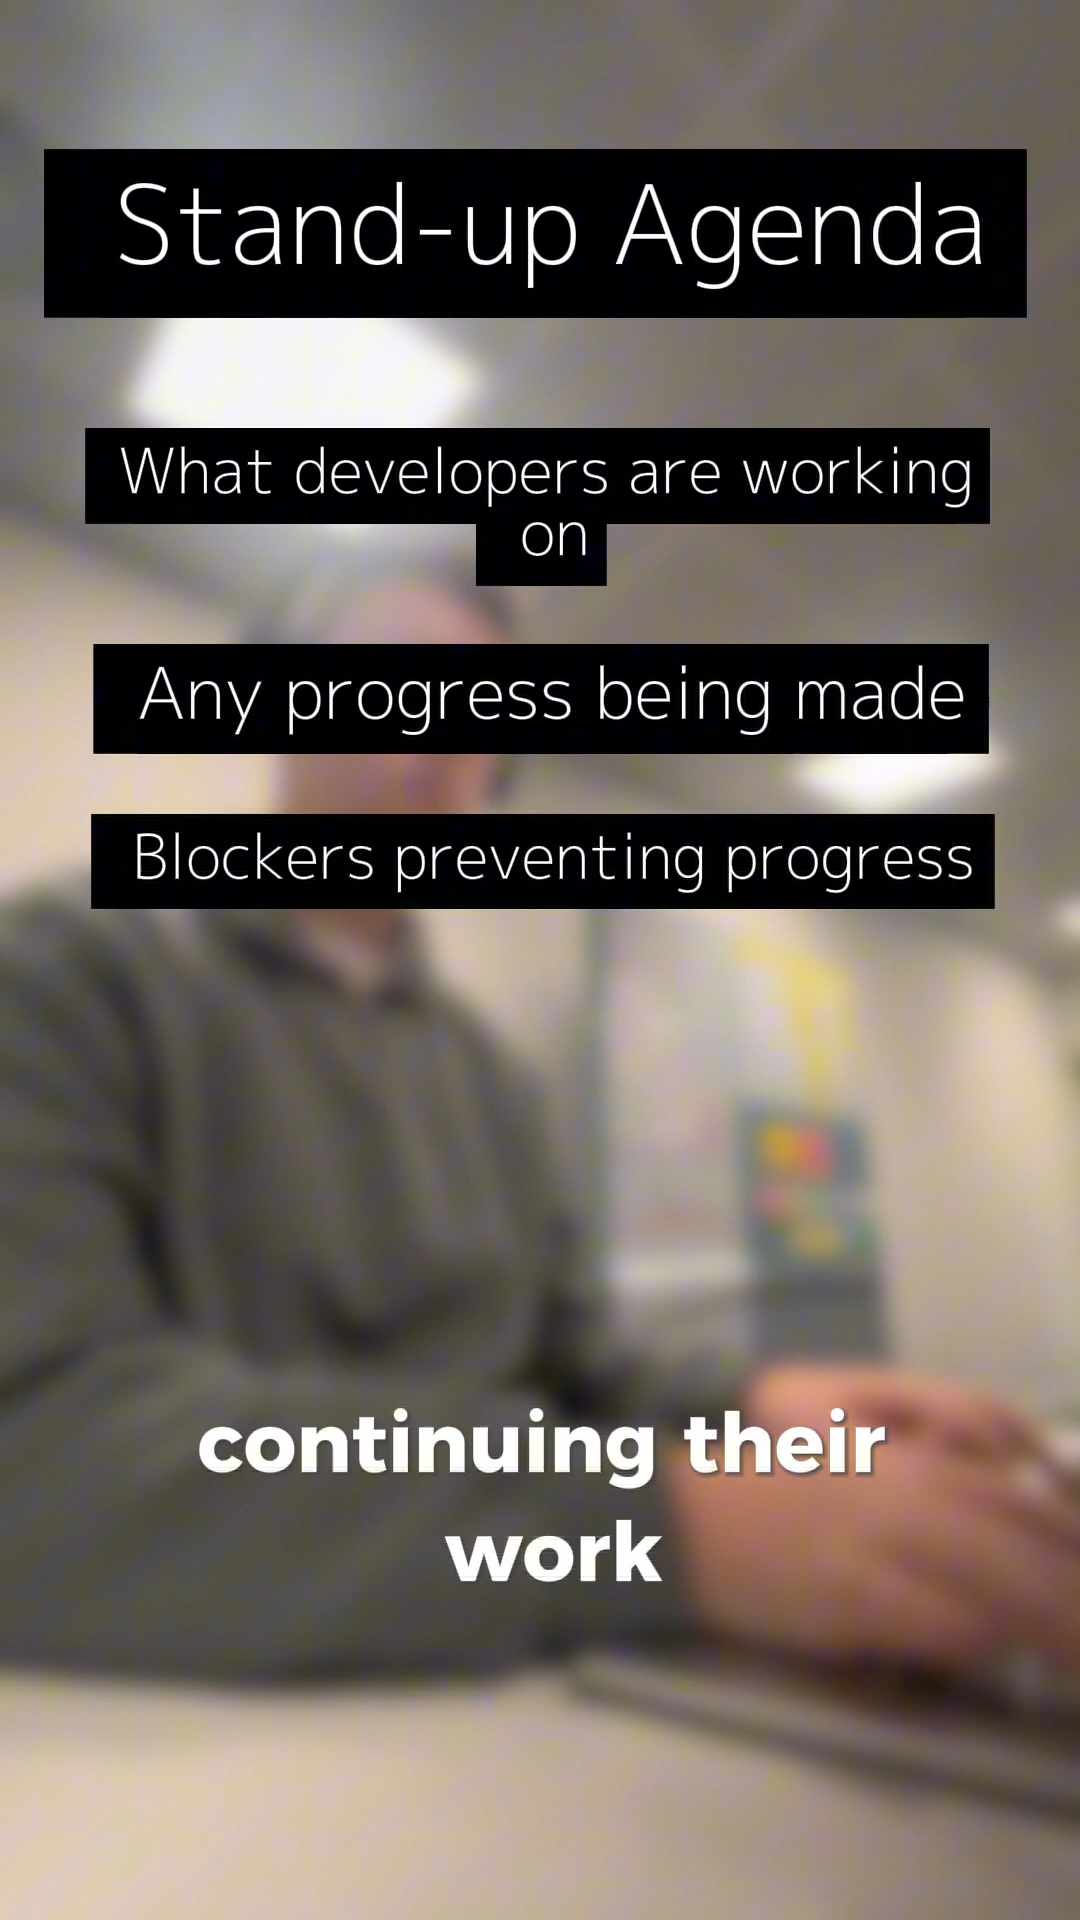 Stand-up Agenda
What developers are working
on
Any progress being made
Blockers preventing progress
continuing their
work